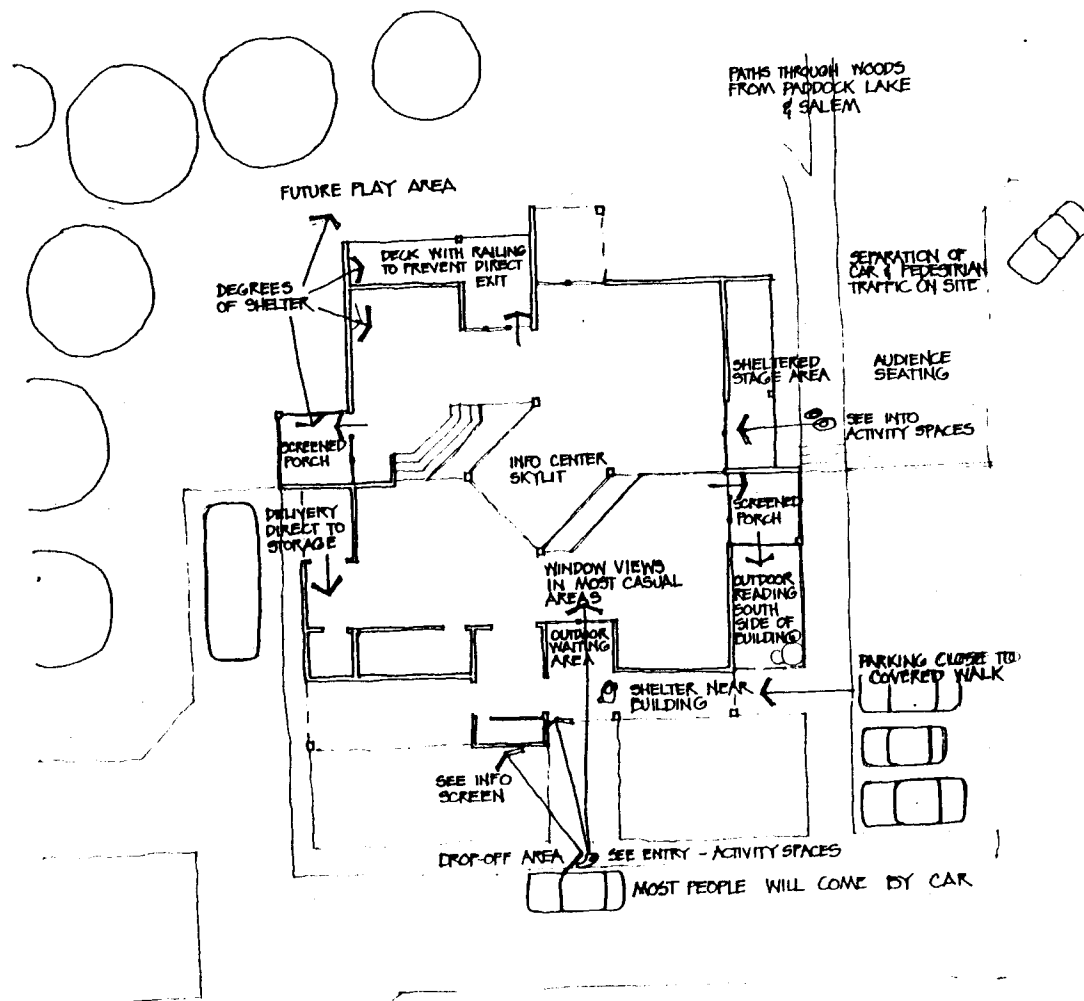 PATHS THROUGH WOODS
FROM PADDOCK LAKE
& SALEM
FUTURE PLAY AREA
DECK WITH RAILING
TO PREVENT DIRECT
EXIT
SEPARATION OF
CAR & PEDESTRIAN
TRAFFIC ON SITE
DEGREES
OF SHELTER
SHELTERED
STAGE AREA
AUDIENCE
SEATING
SEE INTO
ACTIVITY SPACES
SCREENED
PORCH
INFO CENTER
SKYLIT
SCREENED
PORCH
DELIVERY
DIRECT TO
STORAGE
WINDOW VIEWS
IN MOST CASUAL
AREAS
OUTDOOR
READING
SOUTH
SIDE OF
BUILDING
OUTDOOR
WAITING
AREA
PARKING CLOSE TO
COVERED WALK
SHELTER NEAR
BUILDING
SEE INFO
SCREEN
DROP-OFF AREA
SEE ENTRY - ACTIVITY SPACES
MOST PEOPLE WILL COME BY CAR